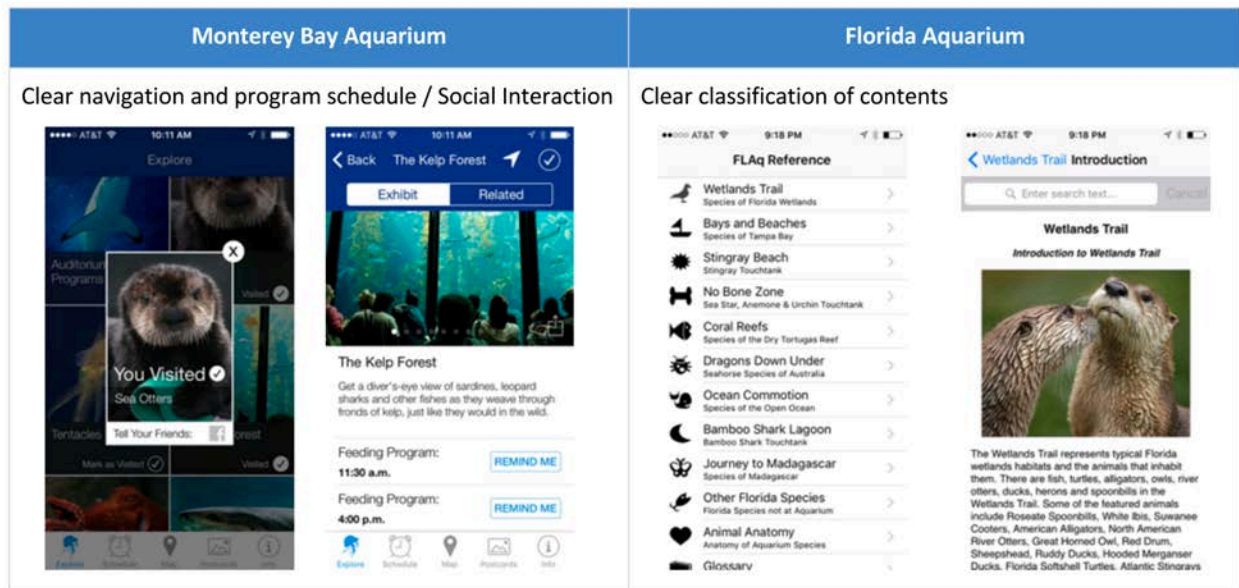 Monterey Bay Aquarium
Florida Aquarium
Clear navigation and program schedule / Social Interaction
AT&T 10:11 AM
Explore
Auditorium
Programs
Visited
X
You Visited
Sea Otters
Tell Your Friends:
Tentacles
Mark as Visited
Visited
Explore Schedule Map Postcards Info
AT&T 10:11 AM
Back The Kelp Forest
Exhibit Related
The Kelp Forest
Get a diver's-eye view of sardines, leopard
sharks and other fishes as they weave through
fronds of kelp, just like they would in the wild.
Feeding Program:
11:30 a.m.
REMIND ME
Feeding Program:
4:00 p.m.
REMIND ME
Explore Schedule Map Postcards Info
Clear classification of contents
AT&T 9:18 PM
FLAq Reference
Wetlands Trail
Species of Florida Wetlands
Bays and Beaches
Species of Tampa Bay
Stingray Beach
Stingray Touchtank
No Bone Zone
Sea Star, Anemone & Urchin Touchtank
Coral Reefs
Species of the Dry Tortugas Reef
Dragons Down Under
Seahorse Species of Australia
Ocean Commotion
Species of the Open Ocean
Bamboo Shark Lagoon
Bamboo Shark Touchtank
Journey to Madagascar
Species of Madagascar
Other Florida Species
Florida Species not at Aquarium
Animal Anatomy
Anatomy of Aquarium Species
Glossary
AT&T 9:18 PM
Wetlands Trail Introduction
Enter search text... Cancel
Wetlands Trail
Introduction to Wetlands Trail
The Wetlands Trail represents typical Florida
wetlands habitats and the animals that inhabit
them. There are fish, turtles, alligators, owls, river
otters, ducks, herons and spoonbills in the
Wetlands Trail. Some of the featured animals
include Roseate Spoonbills, White Ibis, Suwanee
Cooters, American Alligators, North American
River Otters, Great Horned Owl, Red Drum,
Sheepshead, Ruddy Ducks, Hooded Merganser
Ducks, Florida Softshell Turtles, Atlantic Stingrays